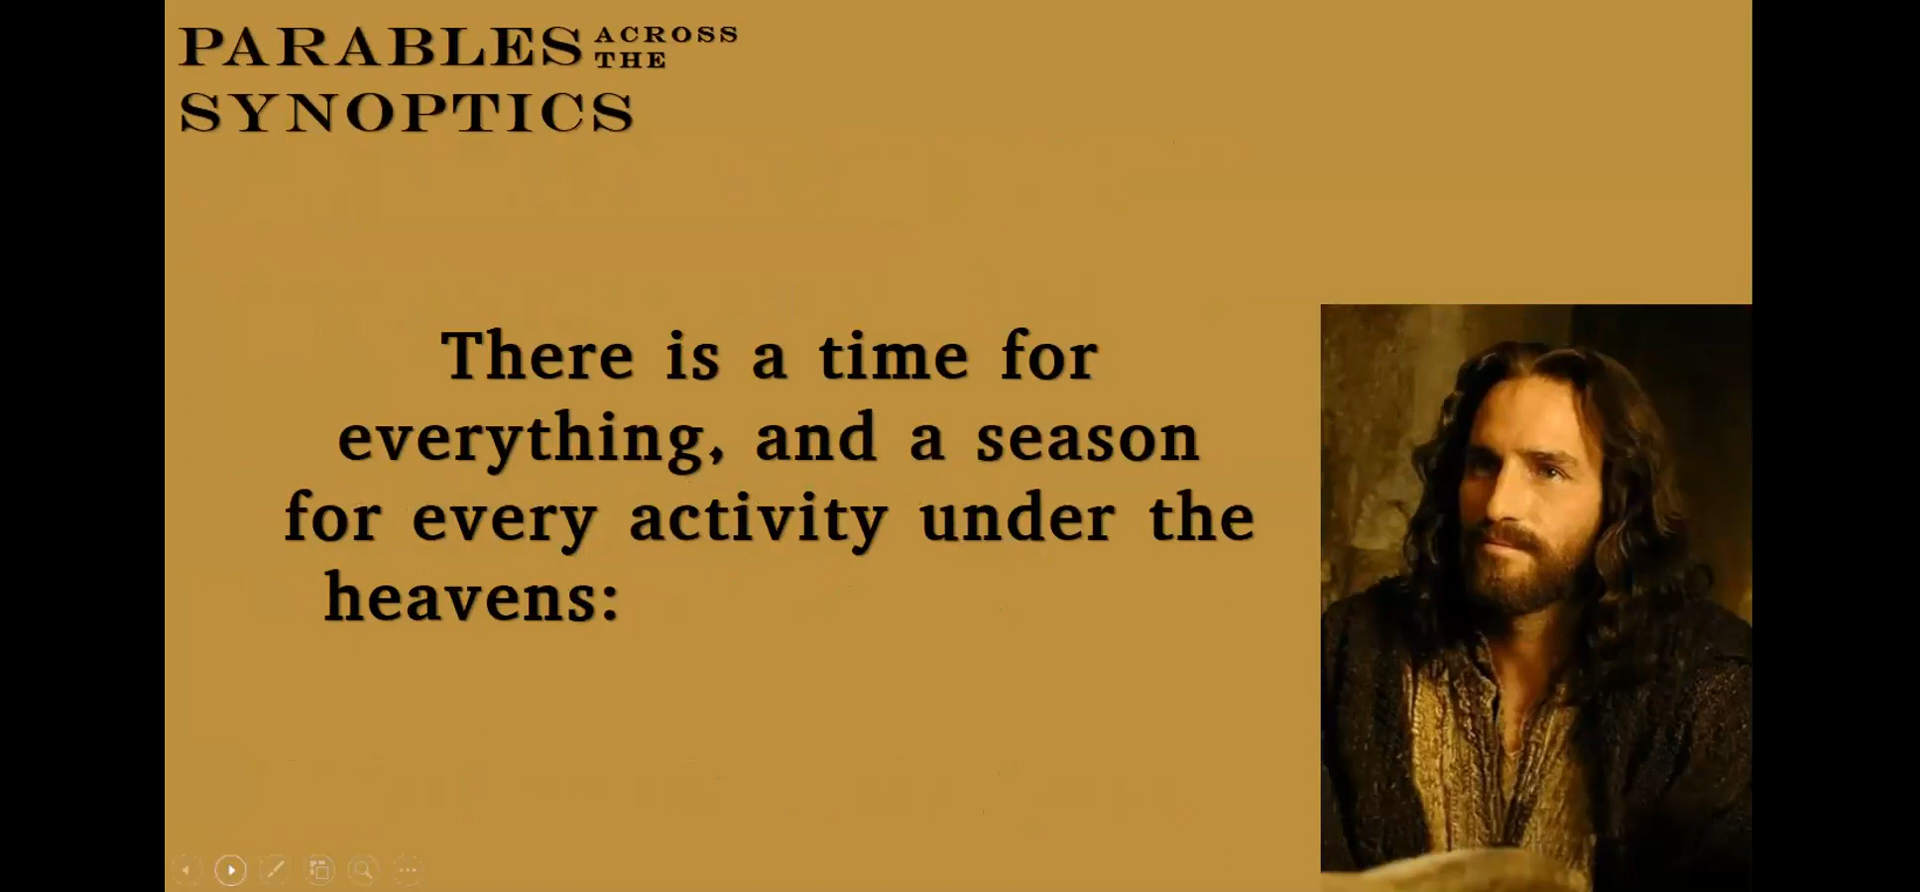 PARABLES ACROSS THE
SYNOPTICS
There is a time for
everything, and a season
for every activity under the
heavens: